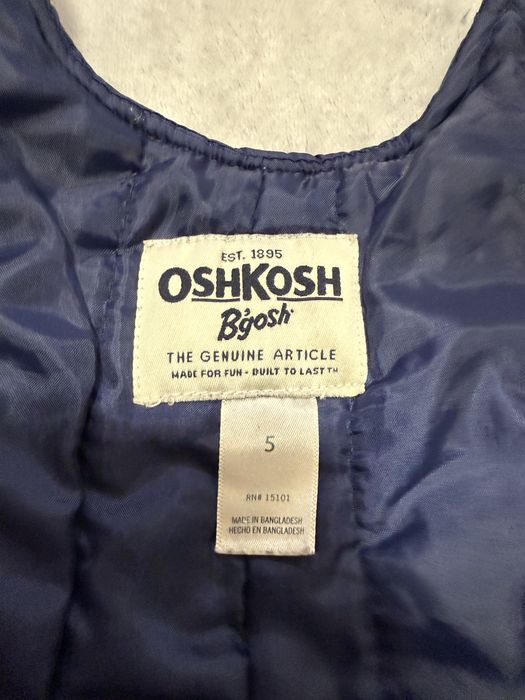 EST. 1895
OSHKOSH
B'gosh
THE GENUINE ARTICLE
MADE FOR FUN • BUILT TO LAST™
5
RN# 15101
MADE IN BANGLADESH
HECHO EN BANGLADESH